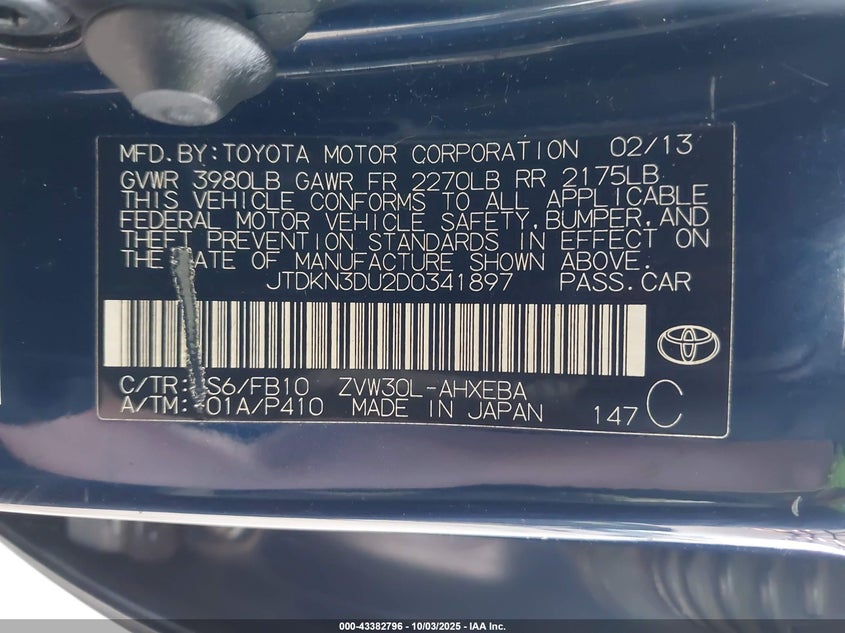 MFD. BY: TOYOTA MOTOR CORPORATION 02/13
GVWR 3980LB GAWR FR 2270LB RR 2175LB
THIS VEHICLE CONFORMS TO ALL APPLICABLE
FEDERAL MOTOR VEHICLE SAFETY, BUMPER, AND
THEFT PREVENTION STANDARDS IN EFFECT ON
THE DATE OF MANUFACTURE SHOWN ABOVE.
JTDKN3DU2D0341897 PASS. CAR
C/TR: S6/FB10 ZVW30L-AHXEBA
A/TM: 01A/P410 MADE IN JAPAN 147 C
000-43382796 - 10/03/2025 - IAA Inc.